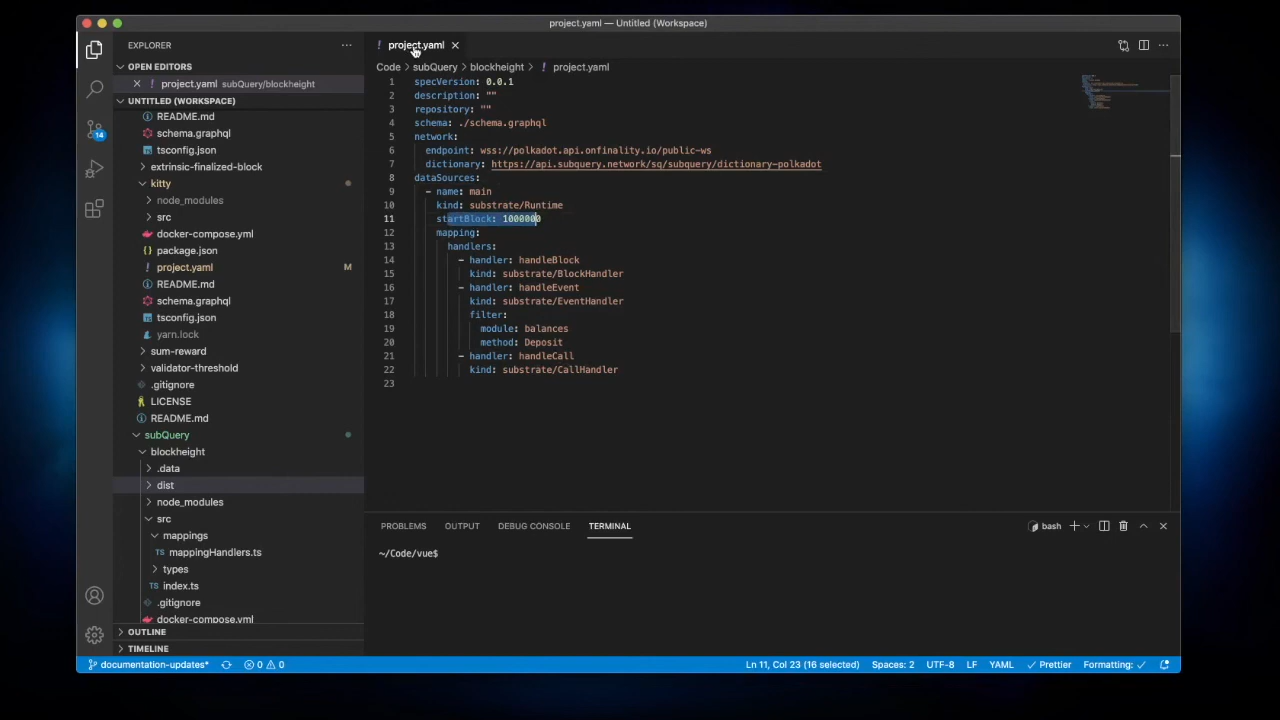 project.yaml — Untitled (Workspace)
EXPLORER
OPEN EDITORS
project.yaml subQuery/blockheight
UNTITLED (WORKSPACE)
README.md
schema.graphql
tsconfig.json
extrinsic-finalized-block
kitty
node_modules
src
docker-compose.yml
package.json
project.yaml M
README.md
schema.graphql
tsconfig.json
yarn.lock
sum-reward
validator-threshold
.gitignore
LICENSE
README.md
subQuery
blockheight
.data
dist
node_modules
src
mappings
TS mappingHandlers.ts
types
TS index.ts
.gitignore
docker-compose.yml
OUTLINE
TIMELINE
14
! project.yaml
Code > subQuery > blockheight > ! project.yaml
1 specVersion: 0.0.1
2 description: ""
3 repository: ""
4 schema: ./schema.graphql
5 network:
6 endpoint: wss://polkadot.api.onfinality.io/public-ws
7 dictionary: https://api.subquery.network/sq/subquery/dictionary-polkadot
8 dataSources:
9 - name: main
10 kind: substrate/Runtime
11 startBlock: 1000000
12 mapping:
13 handlers:
14 - handler: handleBlock
15 kind: substrate/BlockHandler
16 - handler: handleEvent
17 kind: substrate/EventHandler
18 filter:
19 module: balances
20 method: Deposit
21 - handler: handleCall
22 kind: substrate/CallHandler
23
PROBLEMS OUTPUT DEBUG CONSOLE TERMINAL bash
~/Code/vue$
documentation-updates* 0 0 Ln 11, Col 23 (16 selected) Spaces: 2 UTF-8 LF YAML Prettier Formatting: